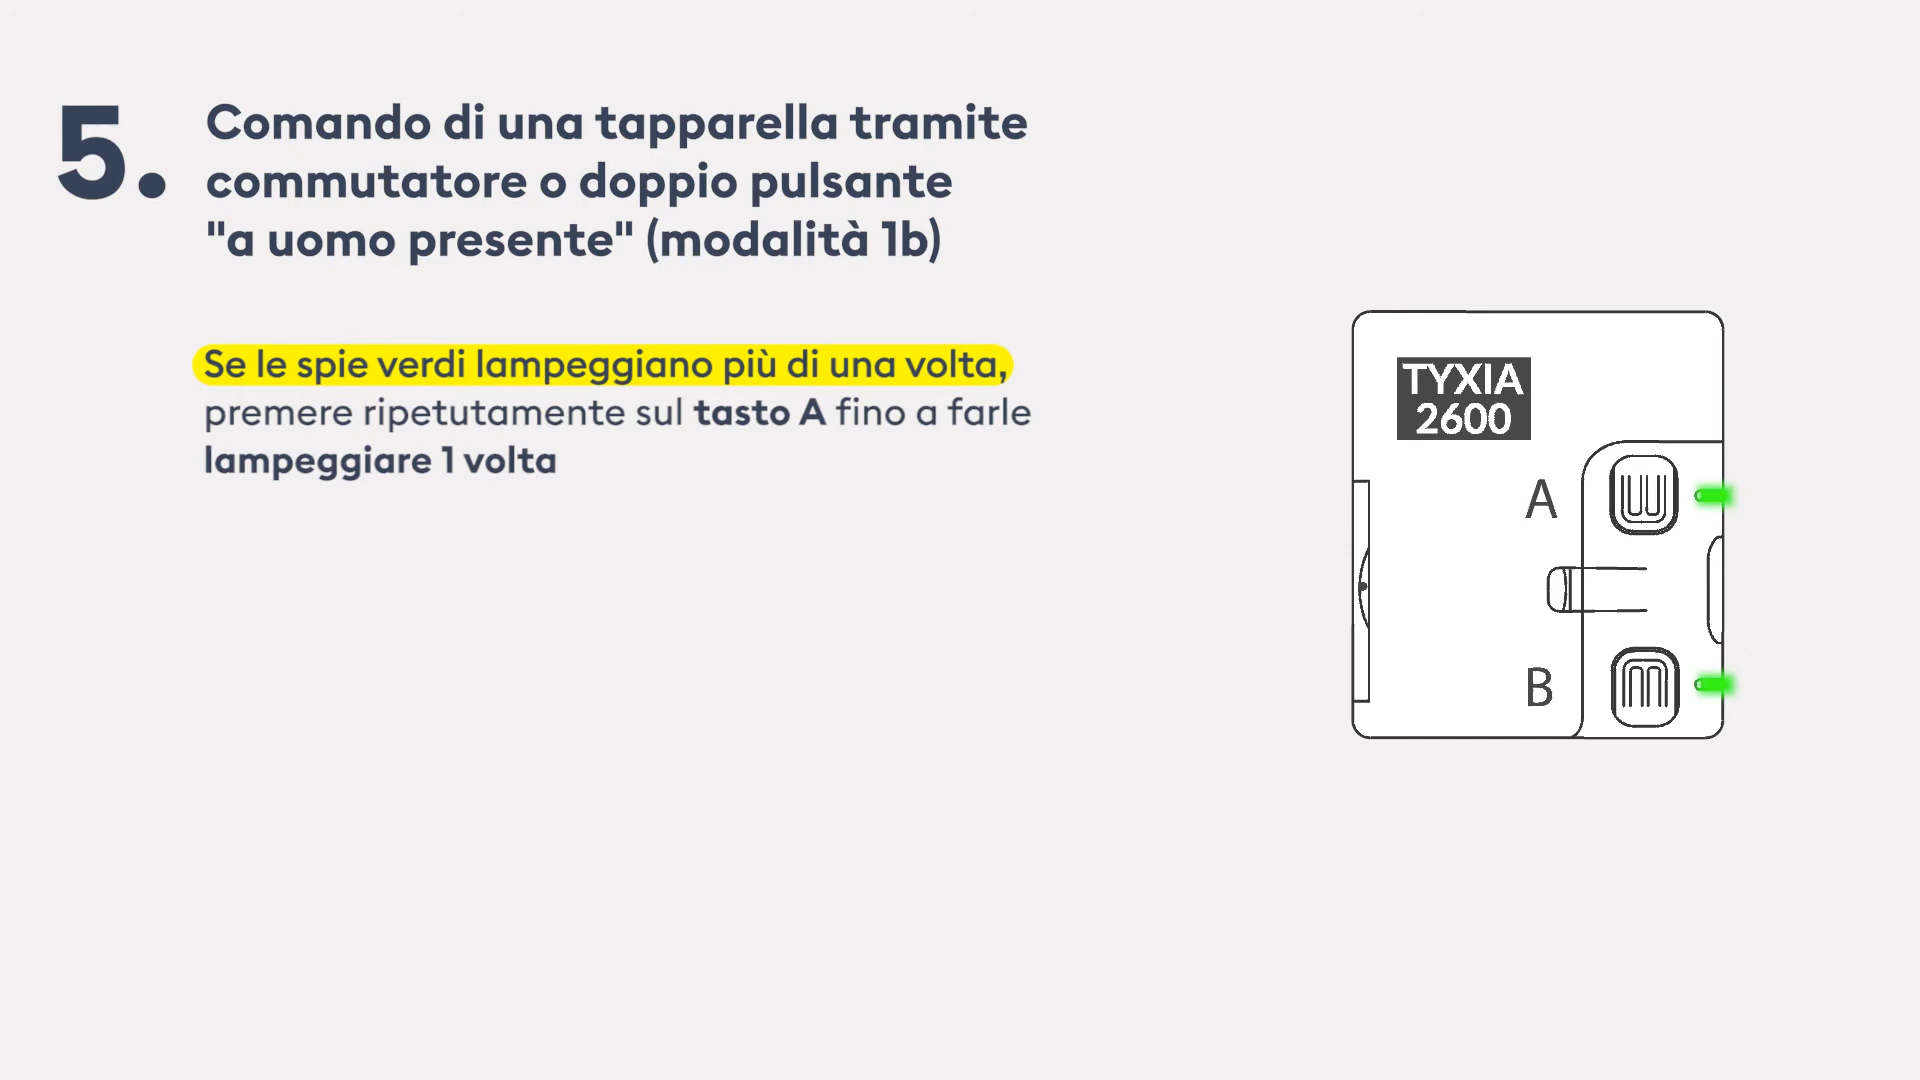 5.
Comando di una tapparella tramite
commutatore o doppio pulsante
"a uomo presente" (modalità 1b)
Se le spie verdi lampeggiano più di una volta,
premere ripetutamente sul tasto A fino a farle
lampeggiare 1 volta
TYXIA
2600
A
B